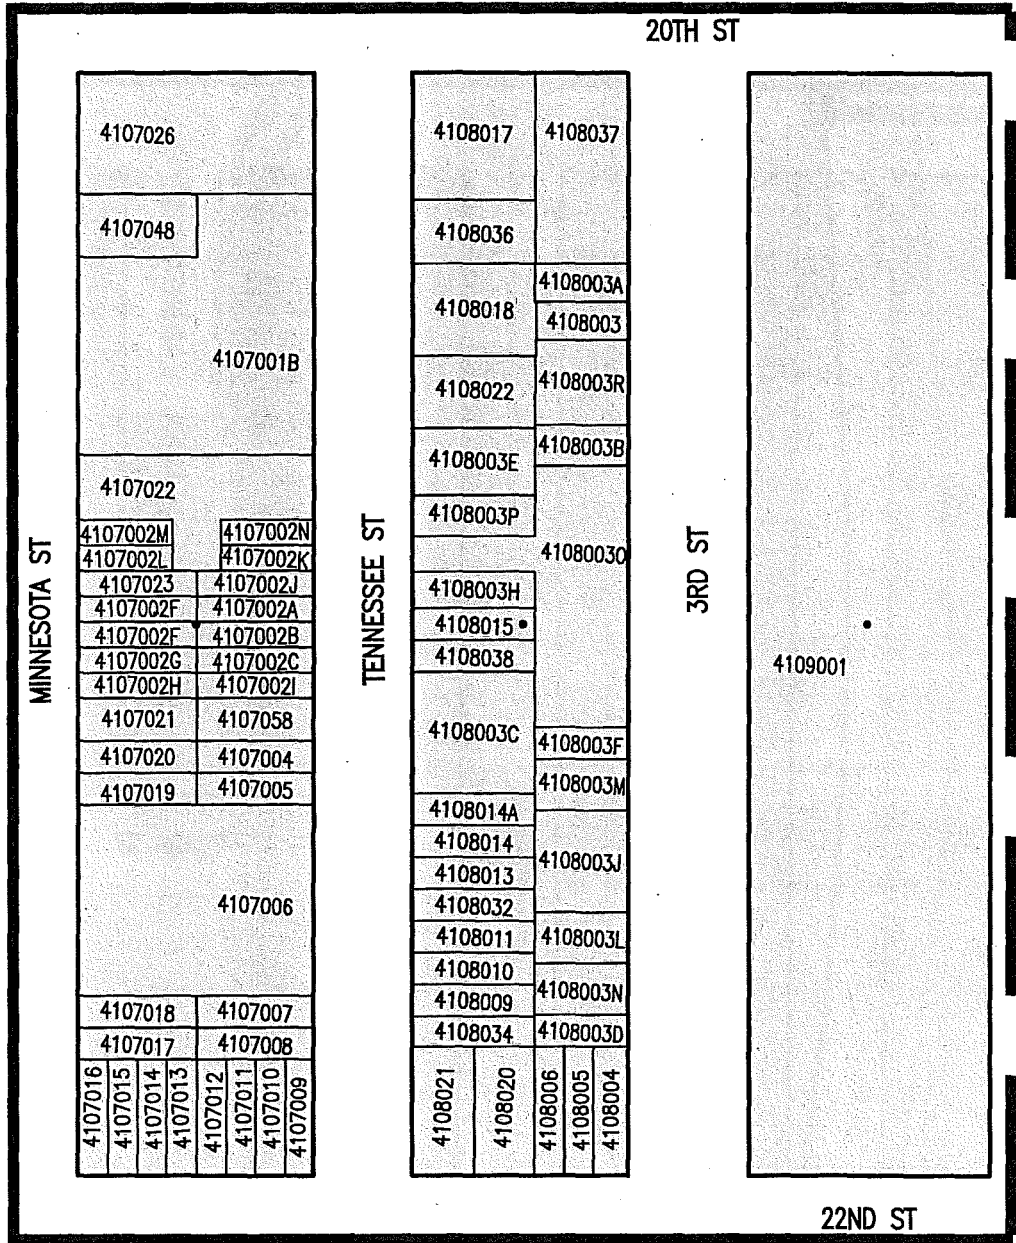 20TH ST
4107026
4107048
4107001B
4107022
4107002M
4107002N
4107002L
4107002K
4107023
4107002J
4107002F
4107002A
4107002F
4107002B
4107002G
4107002C
4107002H
4107002I
4107021
4107058
4107020
4107004
4107019
4107005
4107006
4107018
4107007
4107017
4107008
4107016
4107015
4107014
4107013
4107012
4107011
4107010
4107009
MINNESOTA ST
TENNESSEE ST
4108017
4108037
4108036
4108018
4108003A
4108003
4108022
4108003R
4108003E
4108003B
4108003P
4108003O
4108003H
4108015
4108038
4108003C
4108003F
4108003M
4108014A
4108014
4108003J
4108013
4108032
4108011
4108003L
4108010
4108009
4108003N
4108034
4108003D
4108021
4108020
4108006
4108005
4108004
3RD ST
4109001
22ND ST